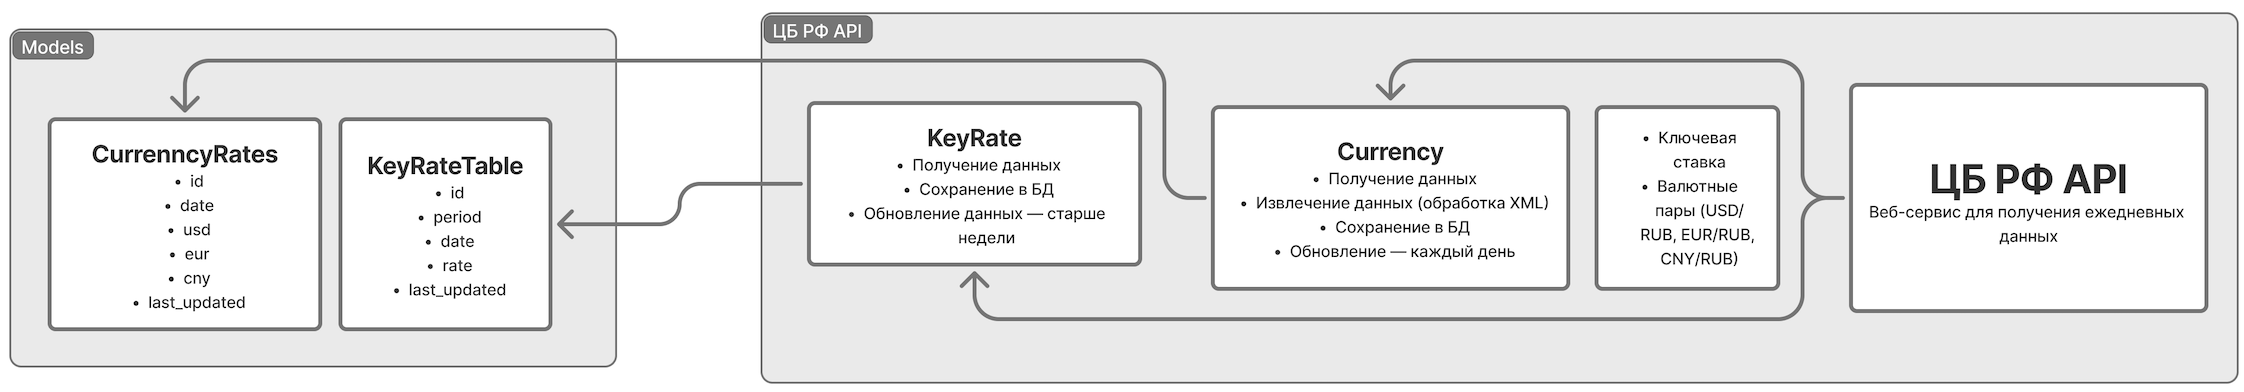 Models
CurrenncyRates
• id
• date
• usd
• eur
• cny
• last_updated
KeyRateTable
• id
• period
• date
• rate
• last_updated
ЦБ РФ API
KeyRate
• Получение данных
• Сохранение в БД
• Обновление данных — старше
недели
Currency
• Получение данных
• Извлечение данных (обработка XML)
• Сохранение в БД
• Обновление — каждый день
• Ключевая
ставка
• Валютные
пары (USD/
RUB, EUR/RUB,
CNY/RUB)
ЦБ РФ API
Веб-сервис для получения ежедневных
данных